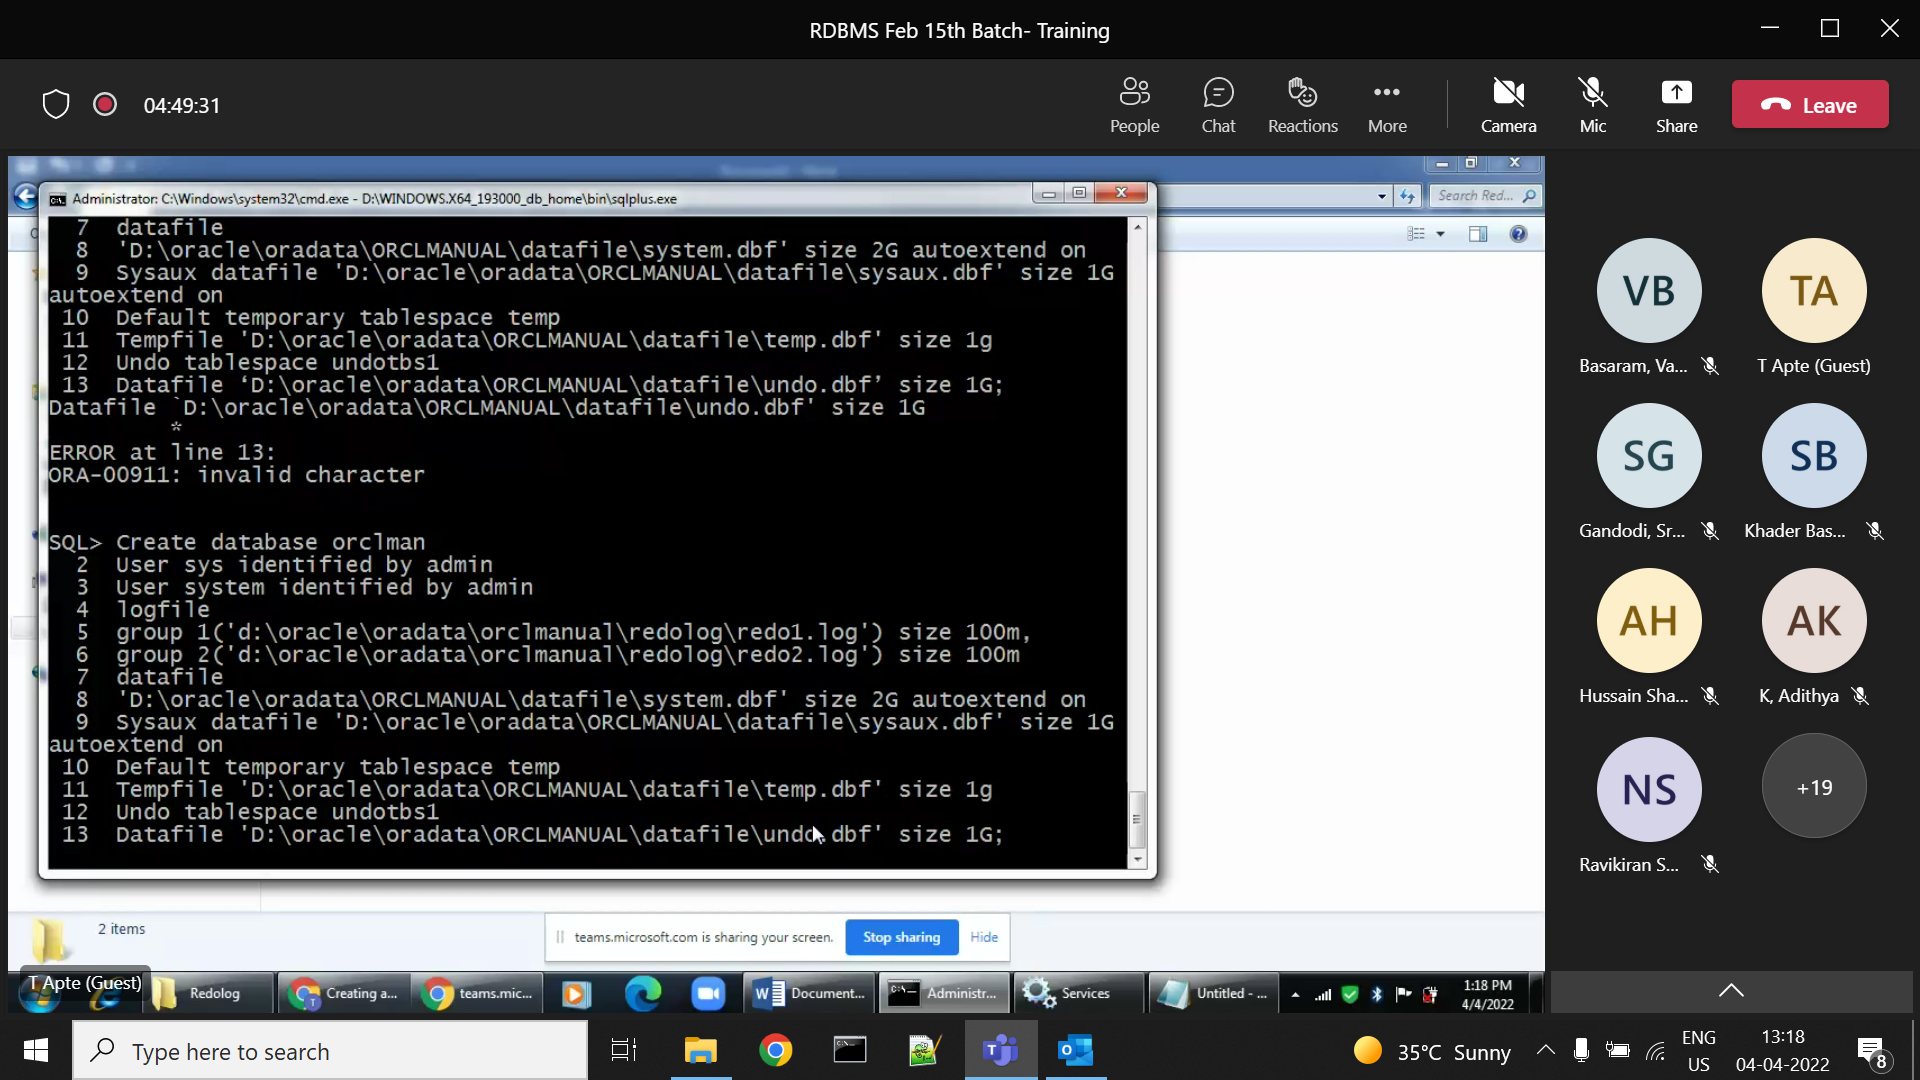 RDBMS Feb 15th Batch- Training
04:49:31
People
Chat
Reactions
More
Camera
Mic
Share
Leave
Administrator: C:\Windows\system32\cmd.exe - D:\WINDOWS.X64_193000_db_home\bin\sqlplus.exe
Search Red...
7 datafile
8 'D:\oracle\oradata\ORCLMANUAL\datafile\system.dbf' size 2G autoextend on
9 Sysaux datafile 'D:\oracle\oradata\ORCLMANUAL\datafile\sysaux.dbf' size 1G
autoextend on
10 Default temporary tablespace temp
11 Tempfile 'D:\oracle\oradata\ORCLMANUAL\datafile\temp.dbf' size 1g
12 Undo tablespace undotbs1
13 Datafile ‘D:\oracle\oradata\ORCLMANUAL\datafile\undo.dbf’ size 1G;
Datafile `D:\oracle\oradata\ORCLMANUAL\datafile\undo.dbf' size 1G
*
ERROR at line 13:
ORA-00911: invalid character
SQL> Create database orclman
2 User sys identified by admin
3 User system identified by admin
4 logfile
5 group 1('d:\oracle\oradata\orclmanual\redolog\redo1.log') size 100m,
6 group 2('d:\oracle\oradata\orclmanual\redolog\redo2.log') size 100m
7 datafile
8 'D:\oracle\oradata\ORCLMANUAL\datafile\system.dbf' size 2G autoextend on
9 Sysaux datafile 'D:\oracle\oradata\ORCLMANUAL\datafile\sysaux.dbf' size 1G
autoextend on
10 Default temporary tablespace temp
11 Tempfile 'D:\oracle\oradata\ORCLMANUAL\datafile\temp.dbf' size 1g
12 Undo tablespace undotbs1
13 Datafile 'D:\oracle\oradata\ORCLMANUAL\datafile\undo.dbf' size 1G;
2 items
teams.microsoft.com is sharing your screen.
Stop sharing
Hide
T Apte (Guest)
Redolog
Creating a...
teams.mic...
Document...
Administr...
Services
Untitled - ...
1:18 PM
4/4/2022
VB
Basaram, Va...
TA
T Apte (Guest)
SG
Gandodi, Sr...
SB
Khader Bas...
AH
Hussain Sha...
AK
K, Adithya
NS
Ravikiran S...
+19
Type here to search
35°C Sunny
ENG
US
13:18
04-04-2022
8